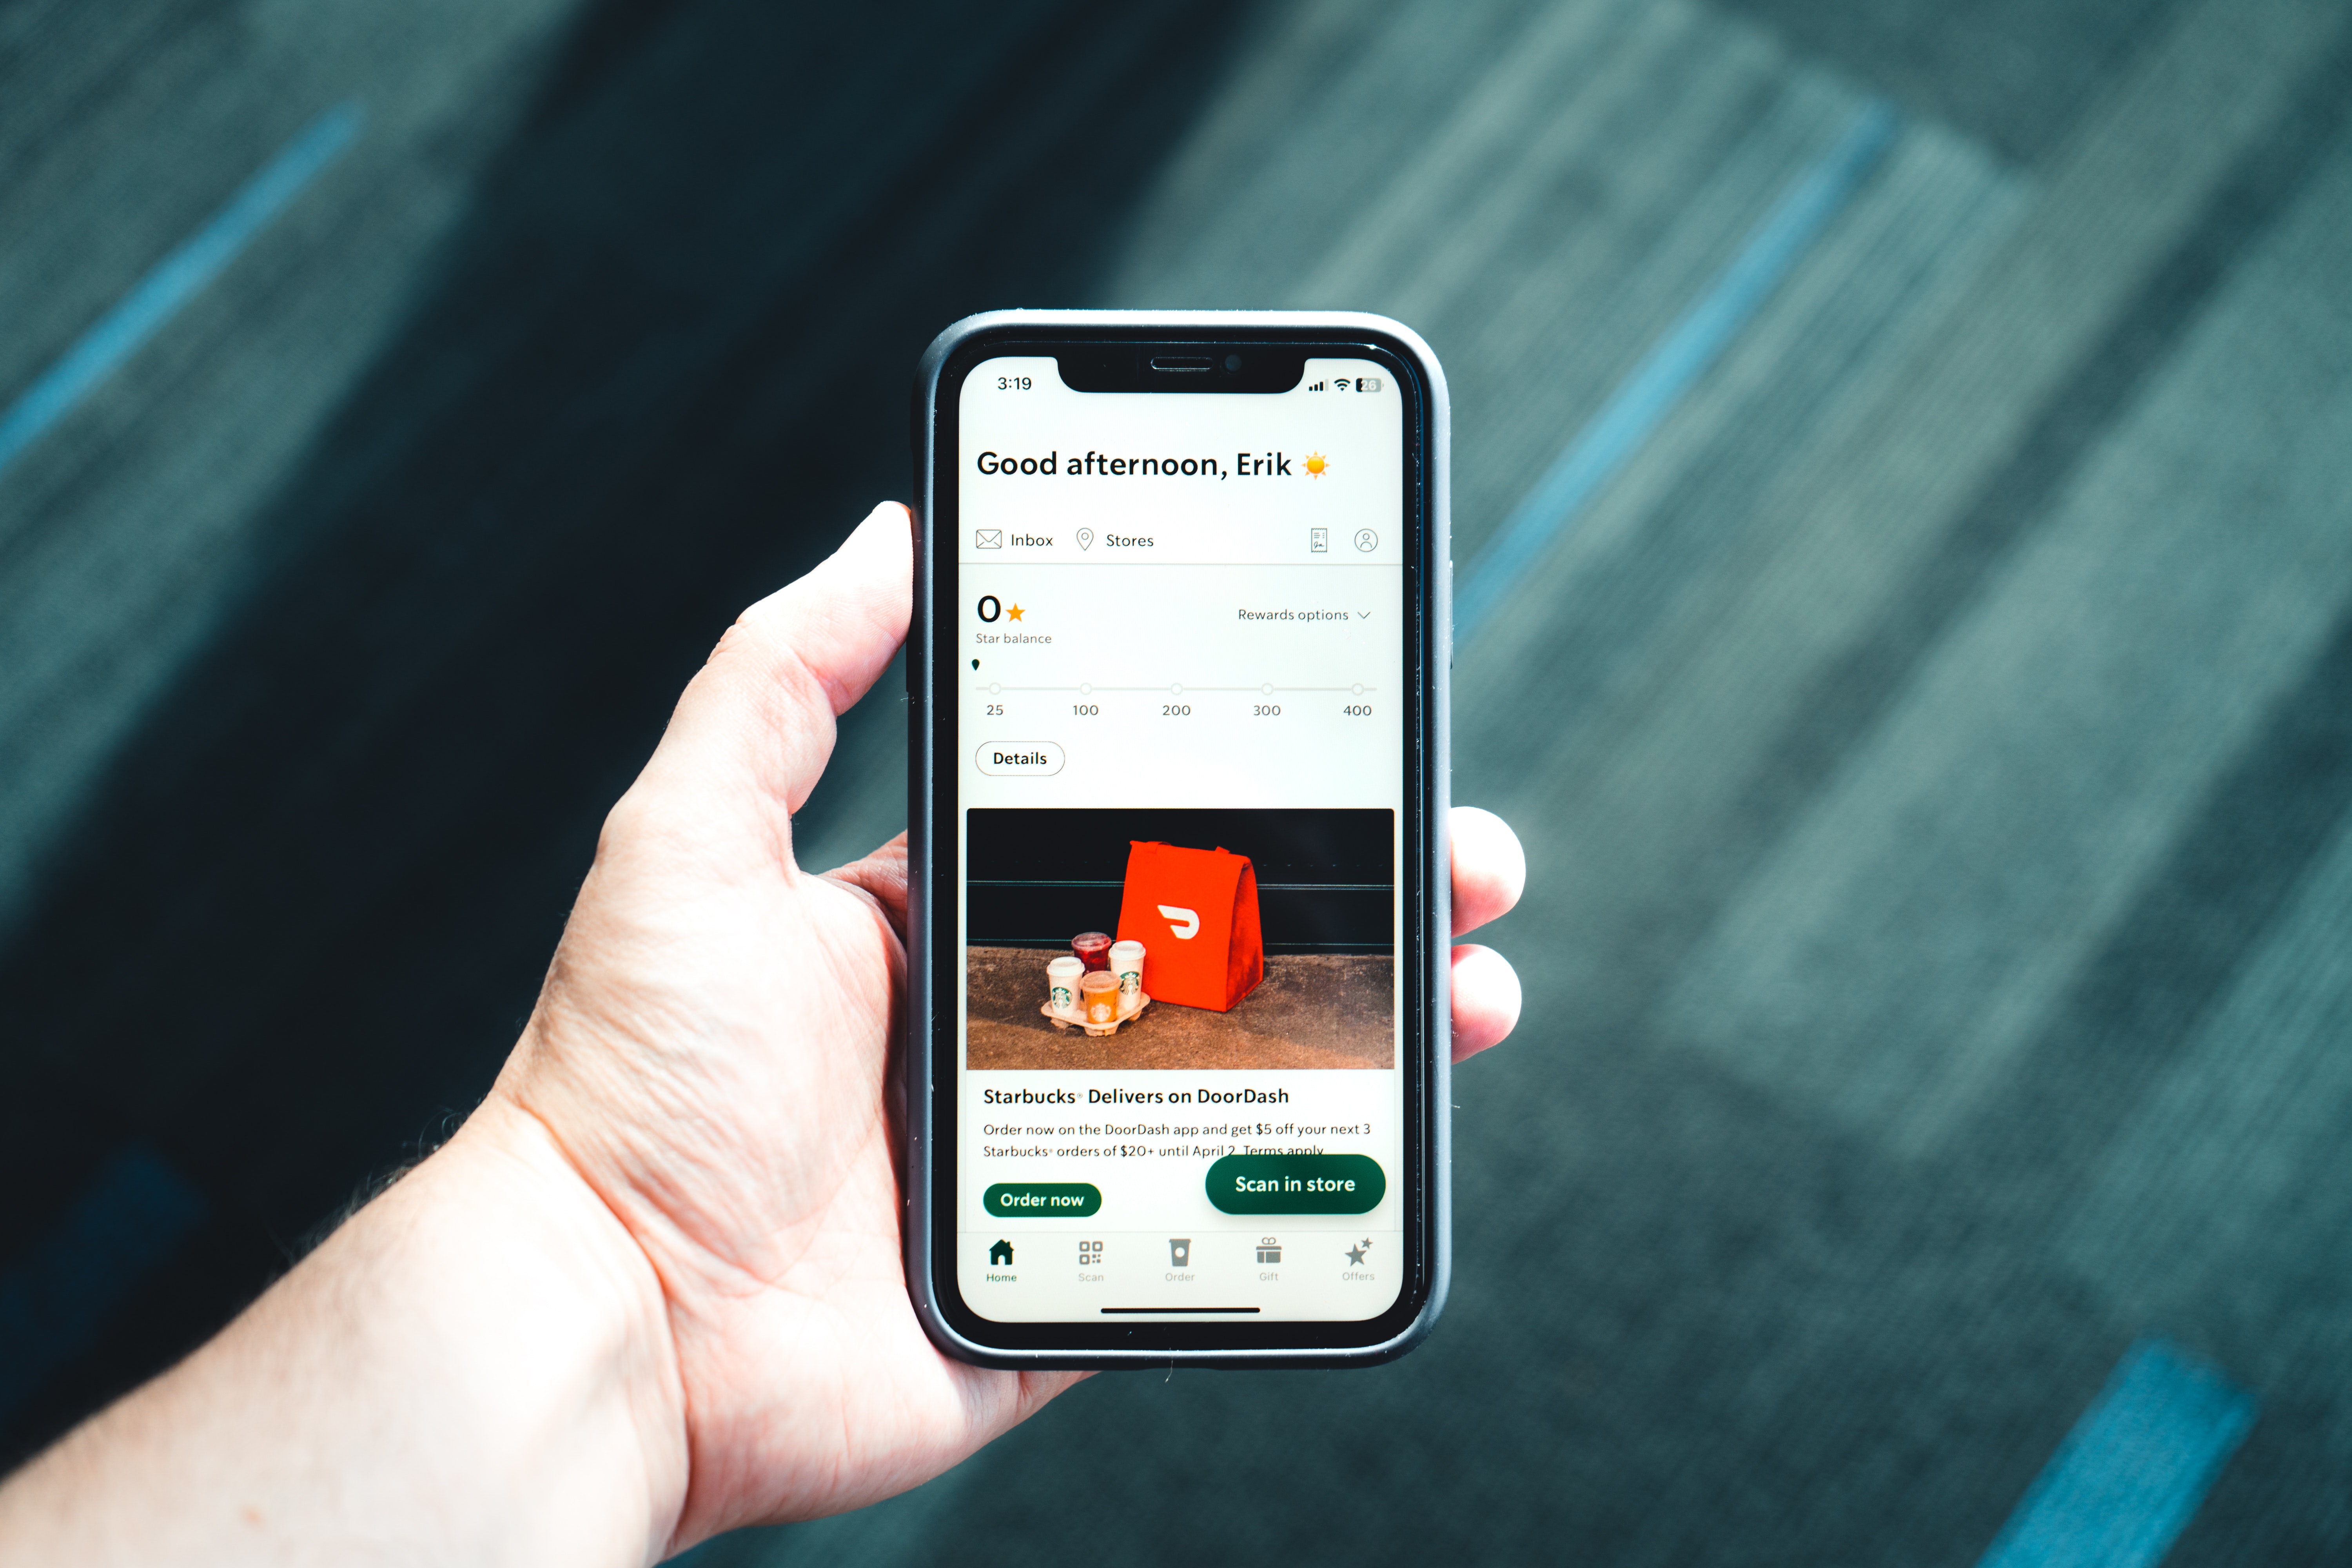 3:19
26
Good afternoon, Erik
Inbox
Stores
0
Rewards options
Star balance
25 100 200 300 400
Details
Starbucks® Delivers on DoorDash
Order now on the DoorDash app and get $5 off your next 3
Starbucks® orders of $20+ until April 2. Terms apply.
Order now
Scan in store
Home
Scan
Order
Gift
Offers